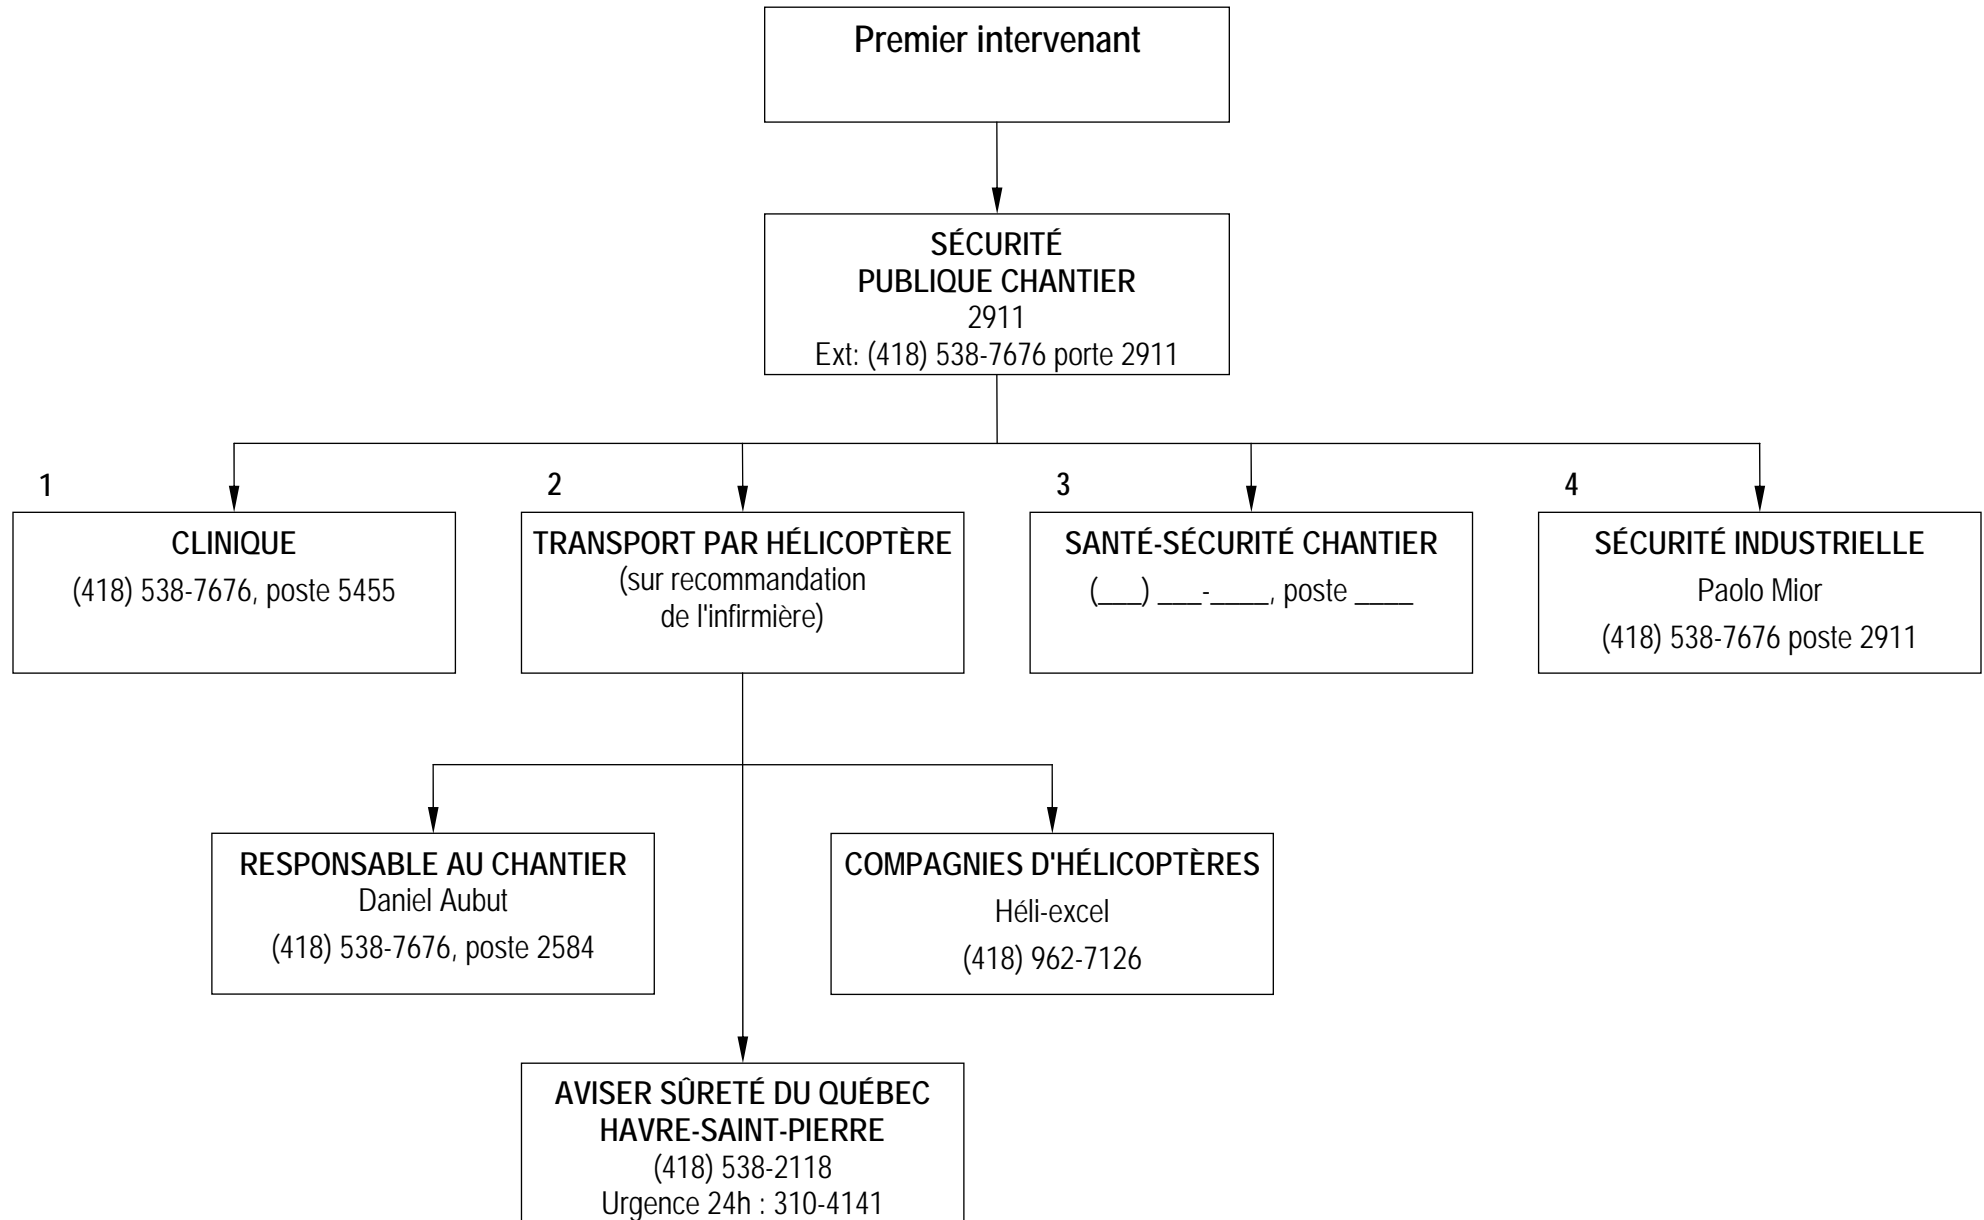 Premier intervenant
SÉCURITÉ
PUBLIQUE CHANTIER
2911
Ext: (418) 538-7676 porte 2911
1
CLINIQUE
(418) 538-7676, poste 5455
2
TRANSPORT PAR HÉLICOPTÈRE
(sur recommandation
de l'infirmière)
3
SANTÉ-SÉCURITÉ CHANTIER
(___) ___-____, poste ____
4
SÉCURITÉ INDUSTRIELLE
Paolo Mior
(418) 538-7676 poste 2911
RESPONSABLE AU CHANTIER
Daniel Aubut
(418) 538-7676, poste 2584
COMPAGNIES D'HÉLICOPTÈRES
Héli-excel
(418) 962-7126
AVISER SÛRETÉ DU QUÉBEC
HAVRE-SAINT-PIERRE
(418) 538-2118
Urgence 24h : 310-4141